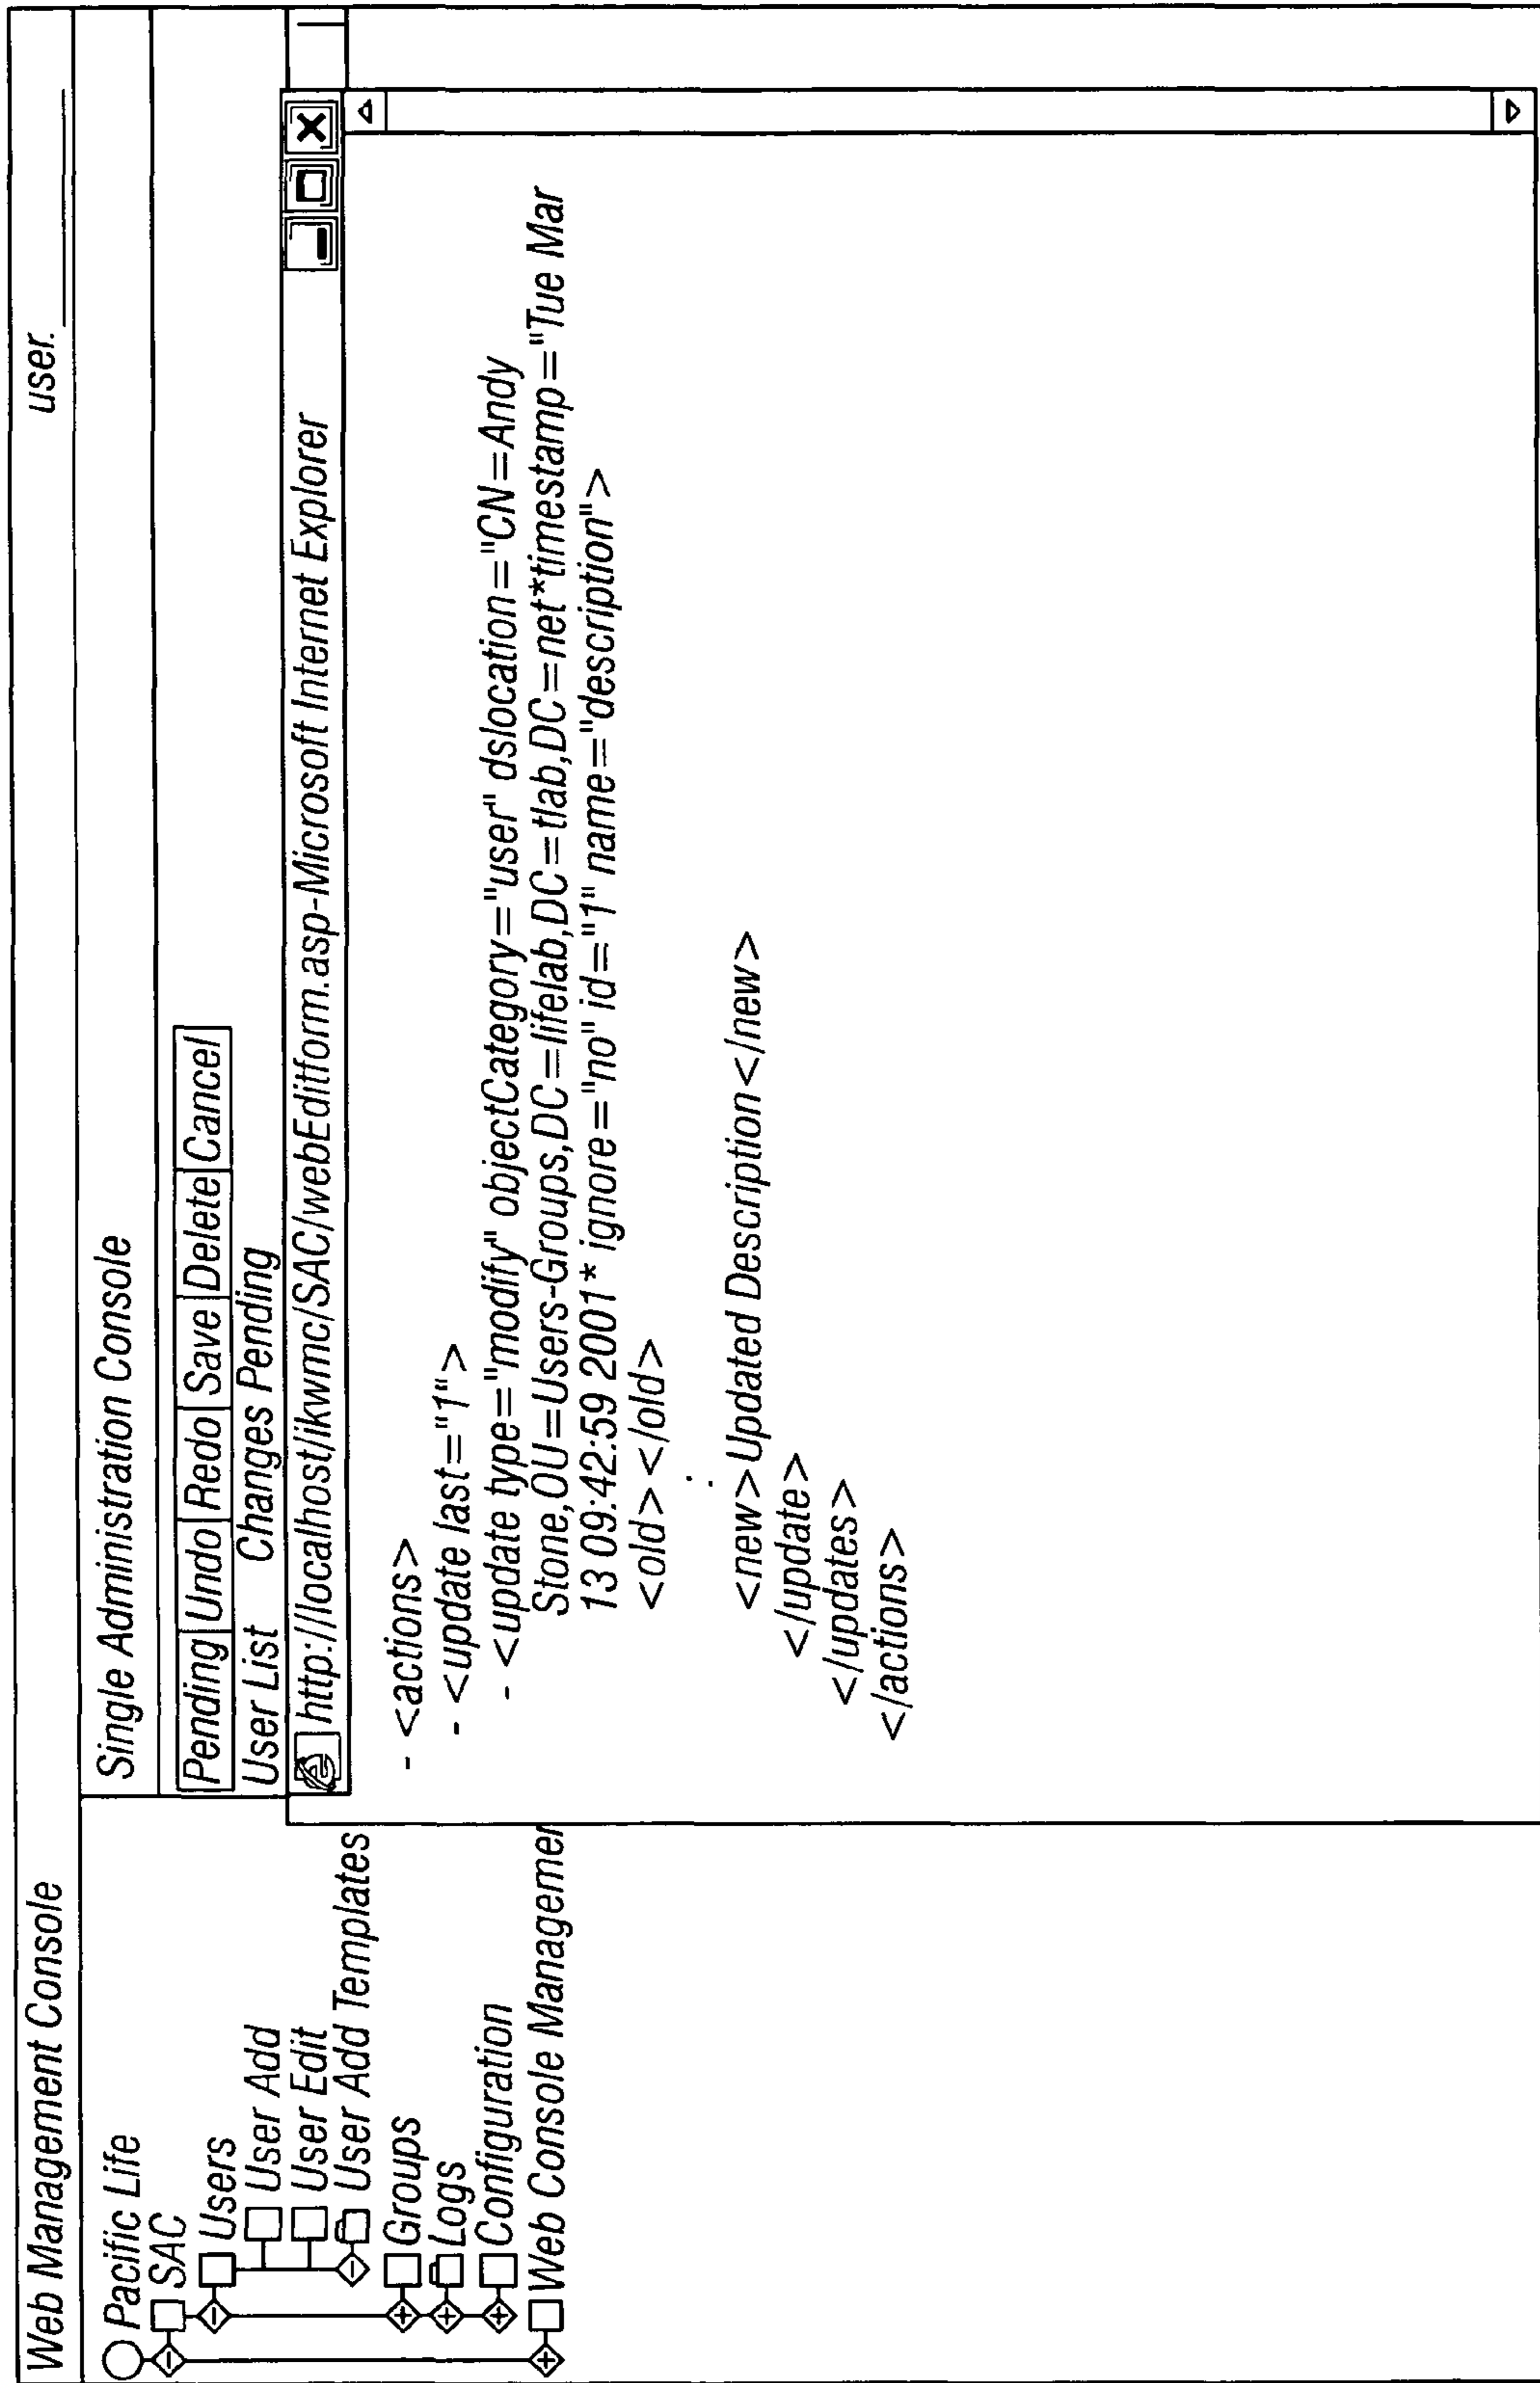 Web Management Console
user.
Pacific Life
SAC
Users
User Add
User Edit
User Add Templates
Groups
Logs
Configuration
Web Console Managemer
Single Administration Console
Pending Undo Redo Save Delete Cancel
User List Changes Pending
http://localhost/ikwmc/SAC/webEditform.asp-Microsoft Internet Explorer
- <actions>
- <update last="1">
- <update type="modify" objectCategory="user" dslocation="CN=Andy
Stone,OU=Users-Groups,DC=lifelab,DC=tlab,DC=net*timestamp="Tue Mar
13 09:42:59 2001* ignore="no" id="1" name="description">
<old> </old>
<new>Updated Description</new>
</update>
</updates>
</actions>